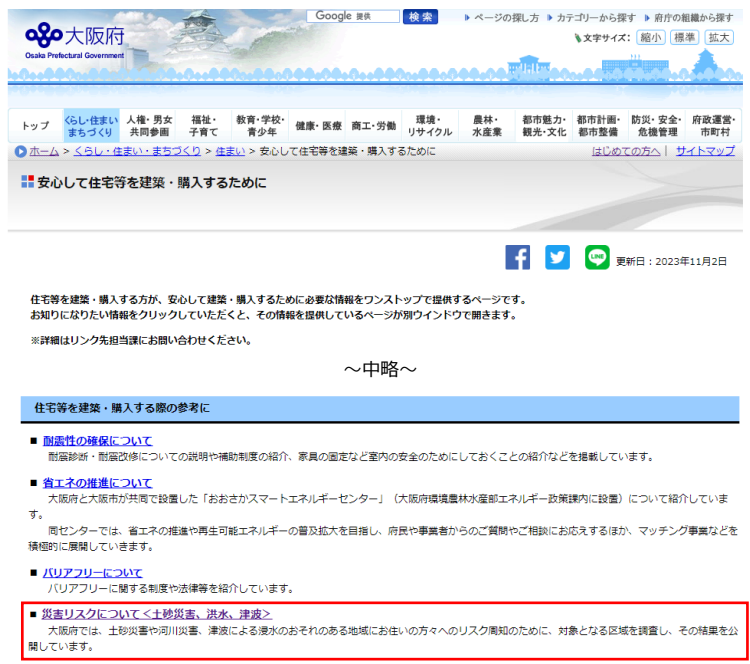 Google 提供 検索 ページの探し方 カテゴリーから探す 府庁の組織から探す
大阪府
Osaka Prefectural Government
文字サイズ: 縮小 標準 拡大
トップ くらし・住まい まちづくり 人権・男女 共同参画 福祉・ 子育て 教育・学校・ 青少年 健康・医療 商工・労働 環境・ リサイクル 農林・ 水産業 都市魅力・ 観光・文化 都市計画・ 都市整備 防災・安全・ 危機管理 府政運営・ 市町村
ホーム > くらし・住まい・まちづくり > 住まい > 安心して住宅等を建築・購入するために はじめての方へ | サイトマップ
安心して住宅等を建築・購入するために
LINE
更新日：2023年11月2日
住宅等を建築・購入する方が、安心して建築・購入するために必要な情報をワンストップで提供するページです。
お知りになりたい情報をクリックしていただくと、その情報を提供しているページが別ウインドウで開きます。
※詳細はリンク先担当課にお問い合わせください。
～中略～
住宅等を建築・購入する際の参考に
■ 耐震性の確保について
耐震診断・耐震改修についての説明や補助制度の紹介、家具の固定など室内の安全のためにしておくことの紹介などを掲載しています。
■ 省エネの推進について
大阪府と大阪市が共同で設置した「おおさかスマートエネルギーセンター」（大阪府環境農林水産部エネルギー政策課内に設置）について紹介していま
す。
同センターでは、省エネの推進や再生可能エネルギーの普及拡大を目指し、府民や事業者からのご質問やご相談にお応えするほか、マッチング事業などを
積極的に展開していきます。
■ バリアフリーについて
バリアフリーに関する制度や法律等を紹介しています。
■ 災害リスクについて＜土砂災害、洪水、津波＞
大阪府では、土砂災害や河川災害、津波による浸水のおそれのある地域にお住いの方々へのリスク周知のために、対象となる区域を調査し、その結果を公
開しています。